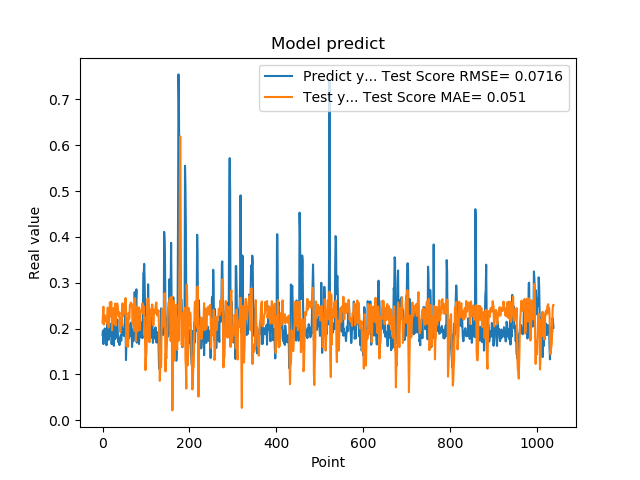 Model predict
Predict y... Test Score RMSE= 0.0716
Test y... Test Score MAE= 0.051
Real value
0.7
0.6
0.5
0.4
0.3
0.2
0.1
0.0
0 200 400 600 800 1000
Point